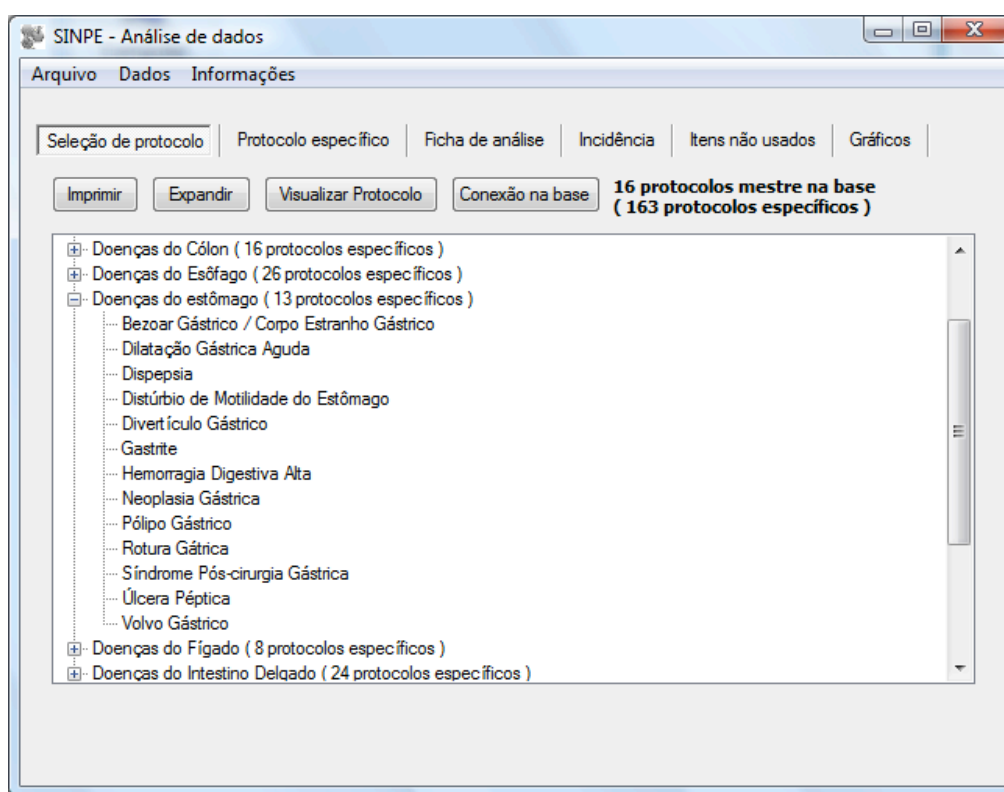 SINPE - Análise de dados
Arquivo Dados Informações
Seleção de protocolo Protocolo específico Ficha de análise Incidência Itens não usados Gráficos
Imprimir Expandir Visualizar Protocolo Conexão na base 16 protocolos mestre na base
( 163 protocolos específicos )
Doenças do Cólon ( 16 protocolos específicos )
Doenças do Esôfago ( 26 protocolos específicos )
Doenças do estômago ( 13 protocolos específicos )
Bezoar Gástrico / Corpo Estranho Gástrico
Dilatação Gástrica Aguda
Dispepsia
Distúrbio de Motilidade do Estômago
Divertículo Gástrico
Gastrite
Hemorragia Digestiva Alta
Neoplasia Gástrica
Pólipo Gástrico
Rotura Gátrica
Síndrome Pós-cirurgia Gástrica
Úlcera Péptica
Volvo Gástrico
Doenças do Fígado ( 8 protocolos específicos )
Doenças do Intestino Delgado ( 24 protocolos específicos )